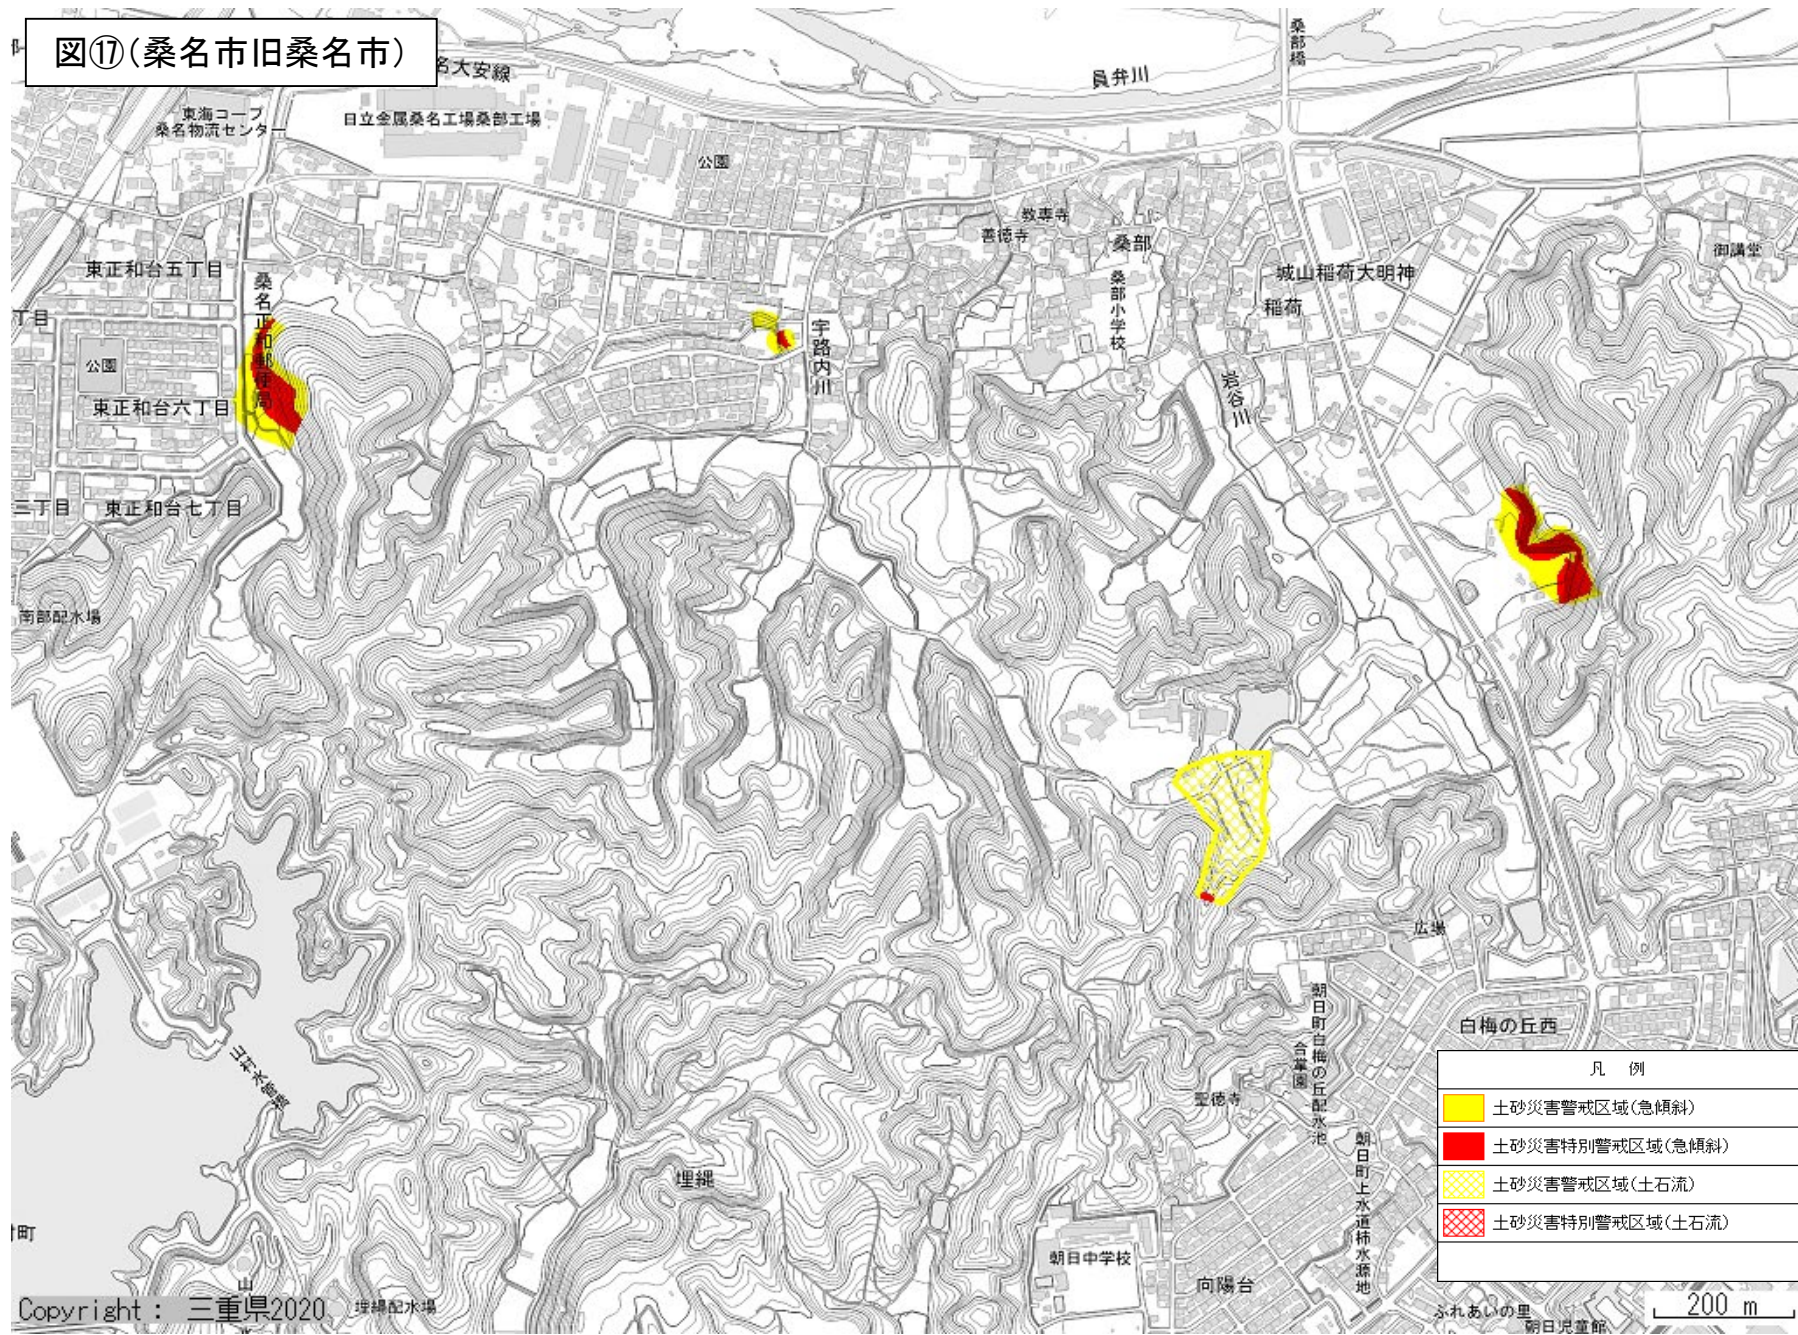 図⑰(桑名市旧桑名市)
名大安線
員弁川
桑部橋
東海コープ
桑名物流センター
日立金属桑名工場桑部工場
公園
教専寺
善徳寺
桑部
桑部小学校
御講堂
城山稲荷大明神
稲荷
東正和台五丁目
桑名正和郵便局
丁目
公園
宇路内川
岩谷川
東正和台六丁目
三丁目
東正和台七丁目
南部配水場
広場
朝日町白梅の丘配水池
白梅の丘西
合掌園
聖徳寺
朝日町上水道柿水源地
埋縄
朝日中学校
向陽台
町
山
埋縄配水場
ふれあいの里
朝日児童館
凡 例
土砂災害警戒区域(急傾斜)
土砂災害特別警戒区域(急傾斜)
土砂災害警戒区域(土石流)
土砂災害特別警戒区域(土石流)
200 m
Copyright : 三重県2020